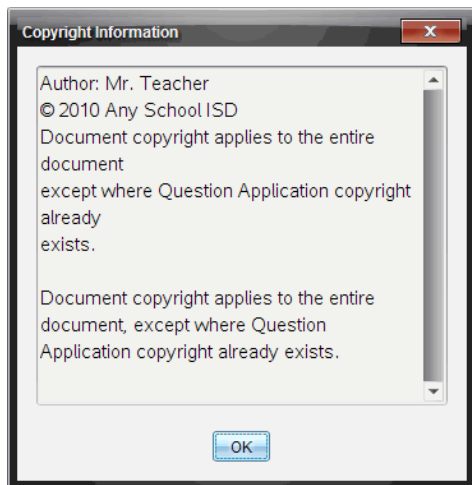 Copyright Information
X
Author: Mr. Teacher
© 2010 Any School ISD
Document copyright applies to the entire
document
except where Question Application copyright
already
exists.
Document copyright applies to the entire
document, except where Question
Application copyright already exists.
OK